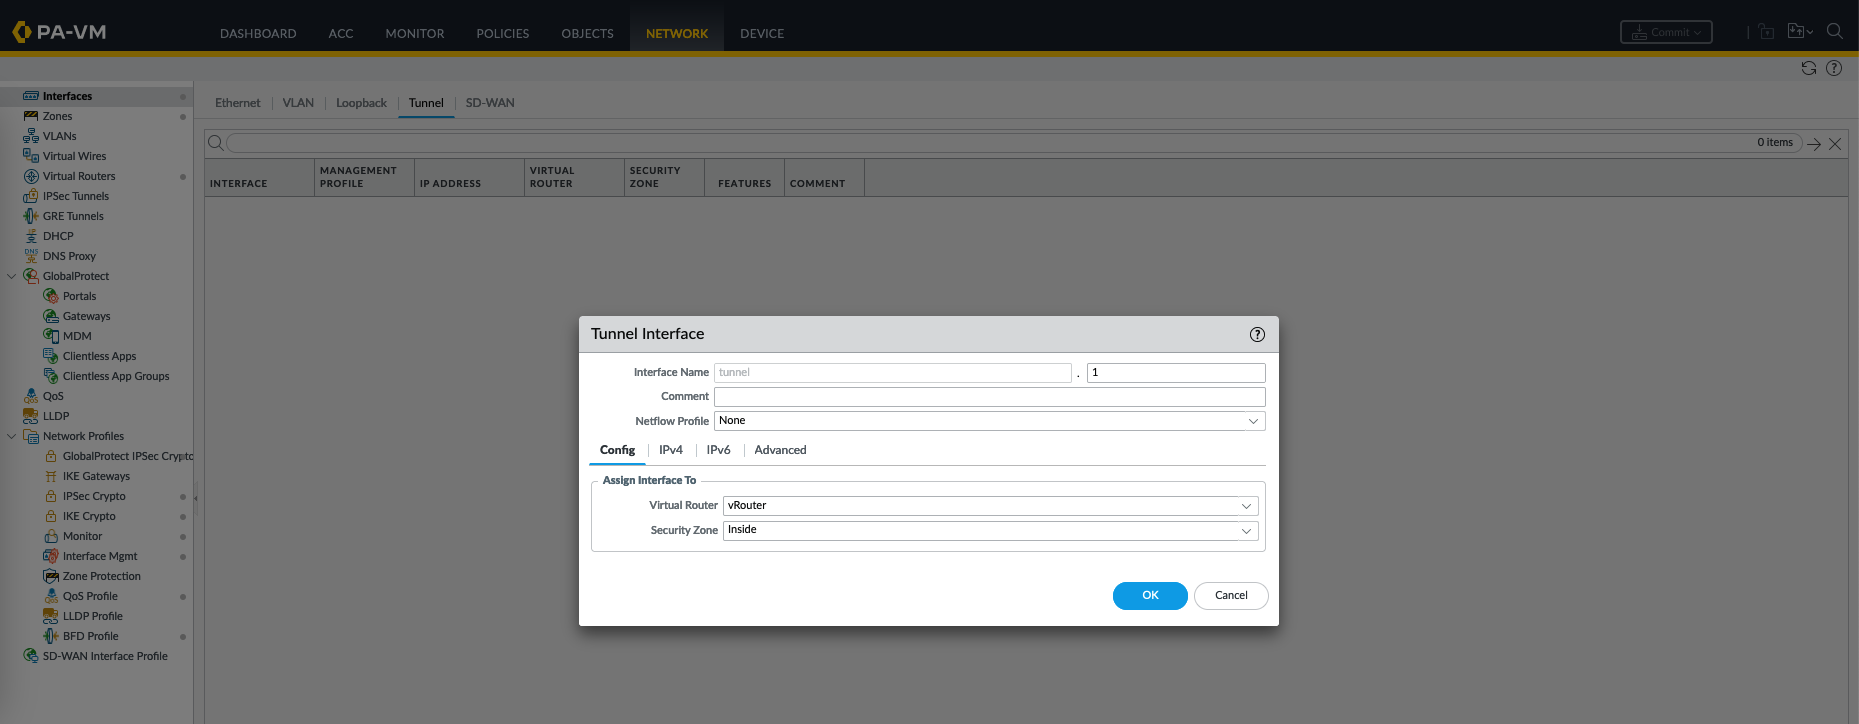 PA-VM
DASHBOARD ACC MONITOR POLICIES OBJECTS NETWORK DEVICE
Commit
Interfaces
Zones
VLANs
Virtual Wires
Virtual Routers
IPSec Tunnels
GRE Tunnels
DHCP
DNS Proxy
GlobalProtect
Portals
Gateways
MDM
Clientless Apps
Clientless App Groups
QoS
LLDP
Network Profiles
GlobalProtect IPSec Crypto
IKE Gateways
IPSec Crypto
IKE Crypto
Monitor
Interface Mgmt
Zone Protection
QoS Profile
LLDP Profile
BFD Profile
SD-WAN Interface Profile
Ethernet VLAN Loopback Tunnel SD-WAN
0 items
INTERFACE
MANAGEMENT
PROFILE
IP ADDRESS
VIRTUAL
ROUTER
SECURITY
ZONE
FEATURES
COMMENT
Tunnel Interface
Interface Name tunnel . 1
Comment
Netflow Profile None
Config IPv4 IPv6 Advanced
Assign Interface To
Virtual Router vRouter
Security Zone Inside
OK Cancel